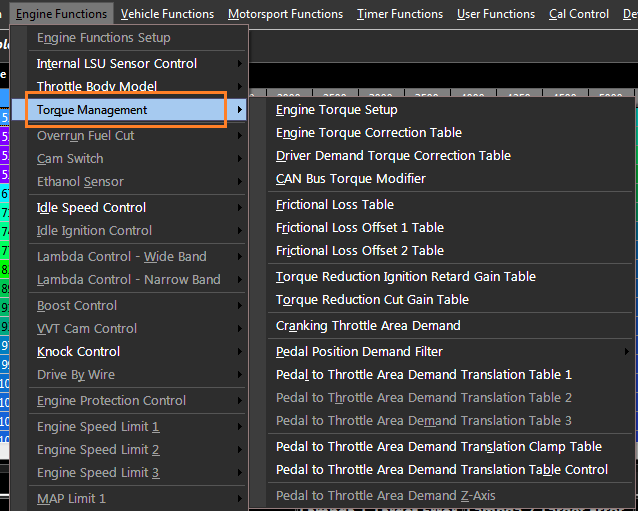 Engine Functions Vehicle Functions Motorsport Functions Timer Functions User Functions Cal Control
Engine Functions Setup
Internal LSU Sensor Control
Throttle Body Model
Torque Management
Engine Torque Setup
Engine Torque Correction Table
Driver Demand Torque Correction Table
CAN Bus Torque Modifier
Frictional Loss Table
Frictional Loss Offset 1 Table
Frictional Loss Offset 2 Table
Torque Reduction Ignition Retard Gain Table
Torque Reduction Cut Gain Table
Cranking Throttle Area Demand
Pedal Position Demand Filter
Pedal to Throttle Area Demand Translation Table 1
Pedal to Throttle Area Demand Translation Table 2
Pedal to Throttle Area Demand Translation Table 3
Pedal to Throttle Area Demand Translation Clamp Table
Pedal to Throttle Area Demand Translation Table Control
Pedal to Throttle Area Demand Z-Axis
Overrun Fuel Cut
Cam Switch
Ethanol Sensor
Idle Speed Control
Idle Ignition Control
Lambda Control - Wide Band
Lambda Control - Narrow Band
Boost Control
VVT Cam Control
Knock Control
Drive By Wire
Engine Protection Control
Engine Speed Limit 1
Engine Speed Limit 2
Engine Speed Limit 3
MAP Limit 1